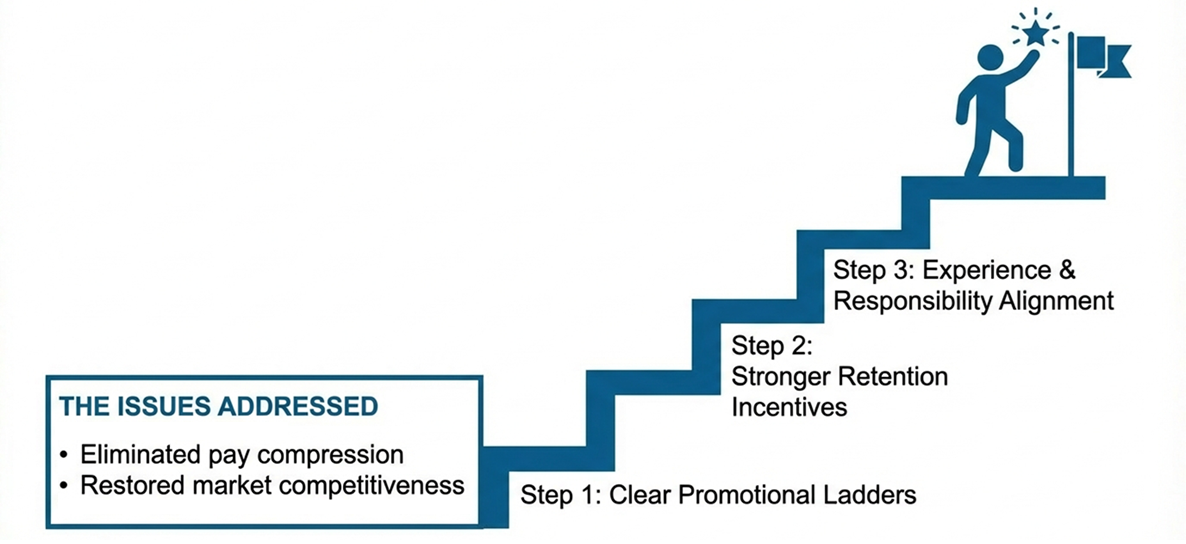 THE ISSUES ADDRESSED
• Eliminated pay compression
• Restored market competitiveness
Step 1: Clear Promotional Ladders
Step 2:
Stronger Retention
Incentives
Step 3: Experience &
Responsibility Alignment